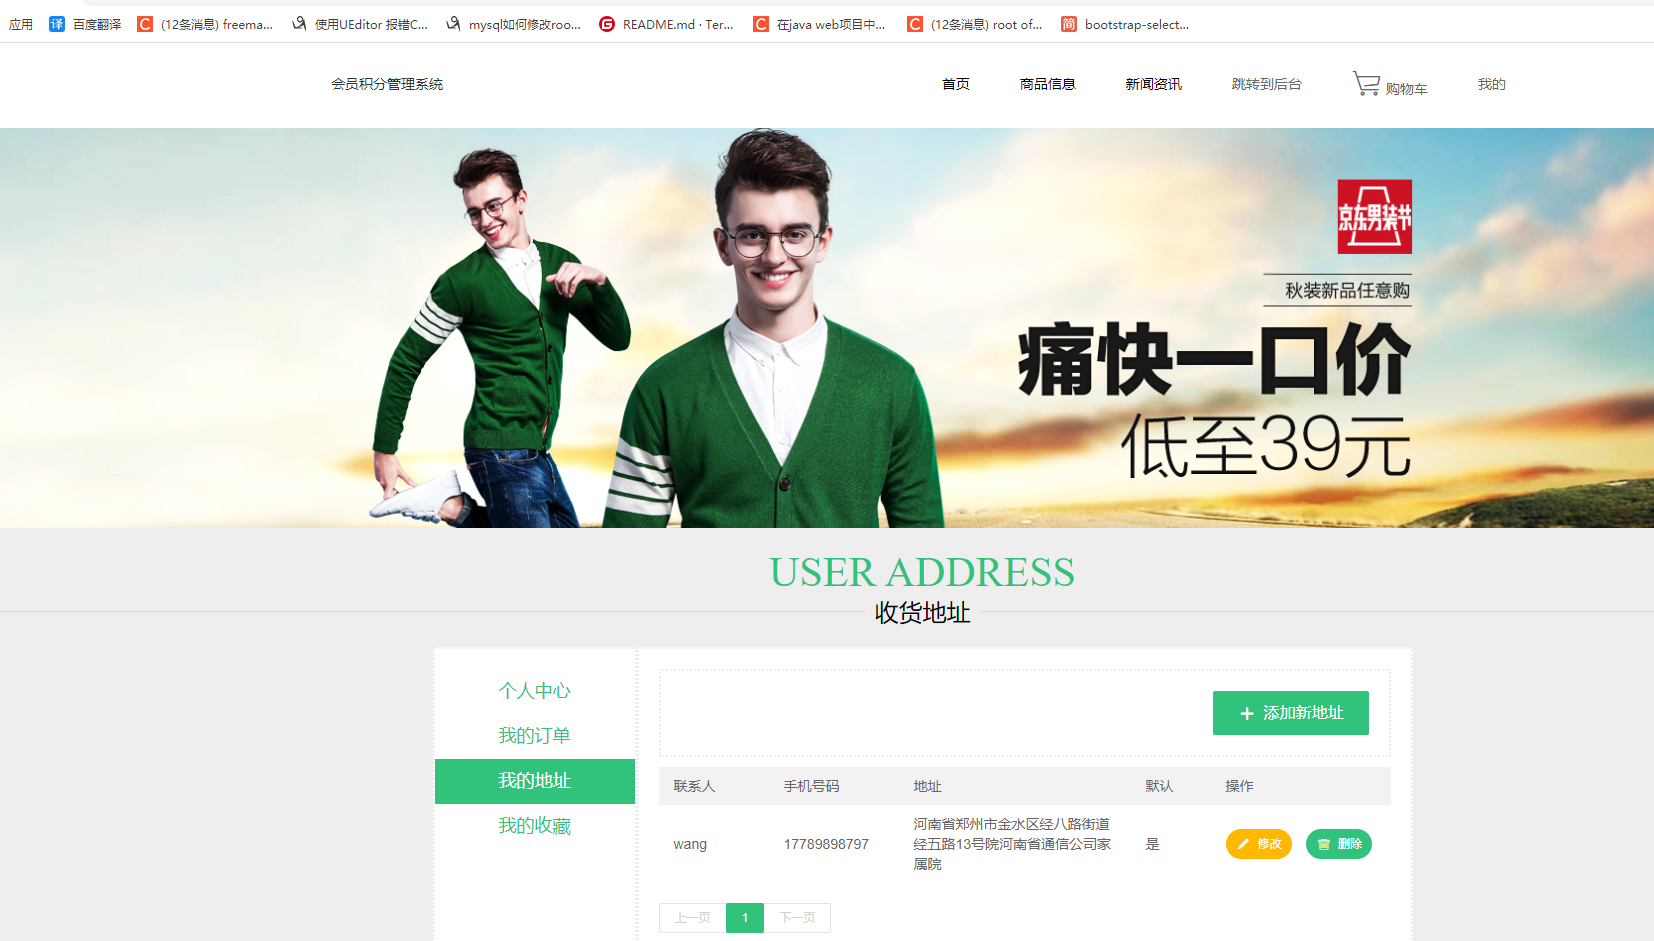 应用 译 百度翻译 C (12条消息) freema... 使用UEditor 报错C... mysql如何修改roo... G README.md · Ter... C 在java web项目中... C (12条消息) root of... 简 bootstrap-select...
会员积分管理系统 首页 商品信息 新闻资讯 跳转到后台 购物车 我的
京东男装节
秋装新品任意购
痛快一口价
低至39元
USER ADDRESS
收货地址
个人中心
我的订单
我的地址
我的收藏
+ 添加新地址
联系人 手机号码 地址 默认 操作
wang 17789898797 河南省郑州市金水区经八路街道 是 修改 删除
经五路13号院河南省通信公司家
属院
上一页 1 下一页